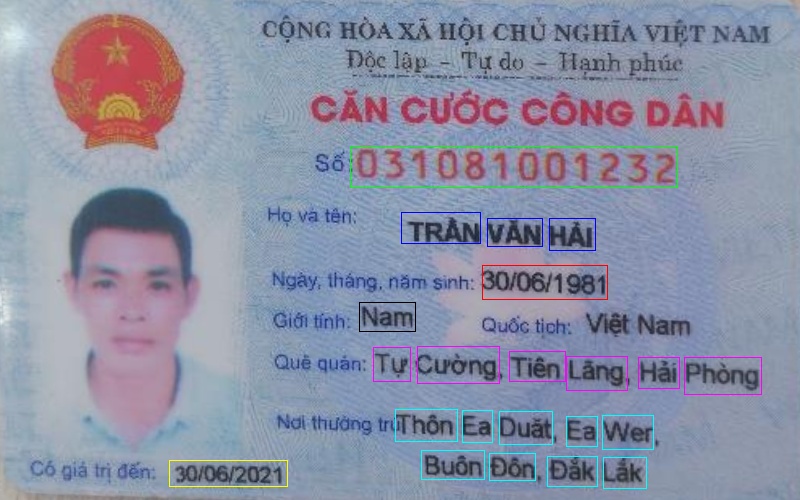 CỘNG HÒA XÃ HỘI CHỦ NGHĨA VIỆT NAM
Độc lập - Tự do - Hạnh phúc
CĂN CƯỚC CÔNG DÂN
Số: 031081001232
Họ và tên: TRẦN VĂN HẢI
Ngày, tháng, năm sinh: 30/06/1981
Giới tính: Nam Quốc tịch: Việt Nam
Quê quán: Tự Cường, Tiên Lãng, Hải Phòng
Nơi thường trú: Thôn Ea Duăt, Ea Wer,
Buôn Đôn, Đắk Lắk
Có giá trị đến: 30/06/2021